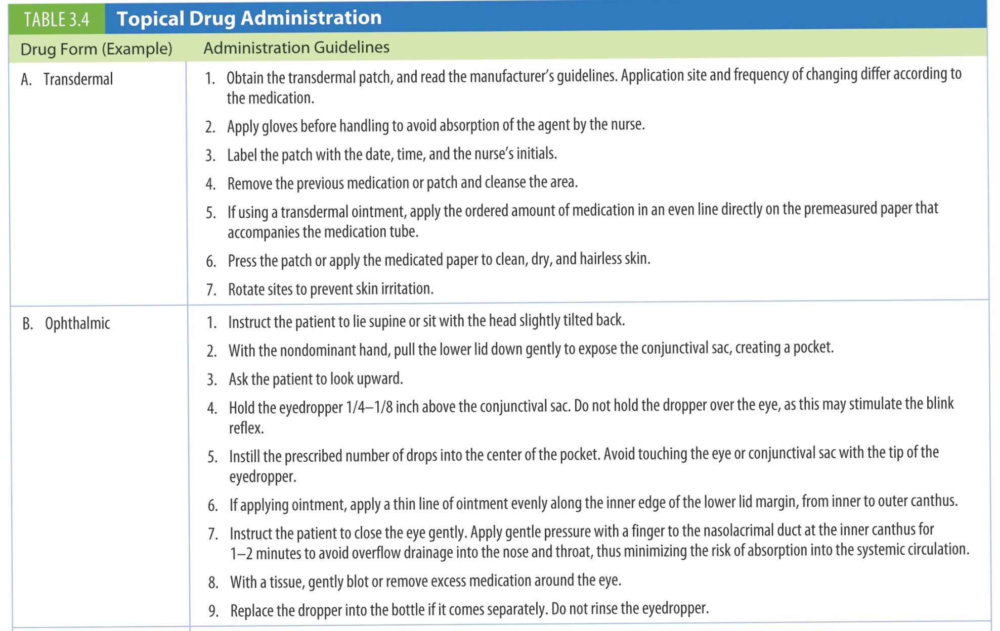 TABLE 3.4 Topical Drug Administration
Drug Form (Example) Administration Guidelines
A. Transdermal 1. Obtain the transdermal patch, and read the manufacturer’s guidelines. Application site and frequency of changing differ according to
the medication.
2. Apply gloves before handling to avoid absorption of the agent by the nurse.
3. Label the patch with the date, time, and the nurse’s initials.
4. Remove the previous medication or patch and cleanse the area.
5. If using a transdermal ointment, apply the ordered amount of medication in an even line directly on the premeasured paper that
accompanies the medication tube.
6. Press the patch or apply the medicated paper to clean, dry, and hairless skin.
7. Rotate sites to prevent skin irritation.
B. Ophthalmic 1. Instruct the patient to lie supine or sit with the head slightly tilted back.
2. With the nondominant hand, pull the lower lid down gently to expose the conjunctival sac, creating a pocket.
3. Ask the patient to look upward.
4. Hold the eyedropper 1/4–1/8 inch above the conjunctival sac. Do not hold the dropper over the eye, as this may stimulate the blink
reflex.
5. Instill the prescribed number of drops into the center of the pocket. Avoid touching the eye or conjunctival sac with the tip of the
eyedropper.
6. If applying ointment, apply a thin line of ointment evenly along the inner edge of the lower lid margin, from inner to outer canthus.
7. Instruct the patient to close the eye gently. Apply gentle pressure with a finger to the nasolacrimal duct at the inner canthus for
1–2 minutes to avoid overflow drainage into the nose and throat, thus minimizing the risk of absorption into the systemic circulation.
8. With a tissue, gently blot or remove excess medication around the eye.
9. Replace the dropper into the bottle if it comes separately. Do not rinse the eyedropper.